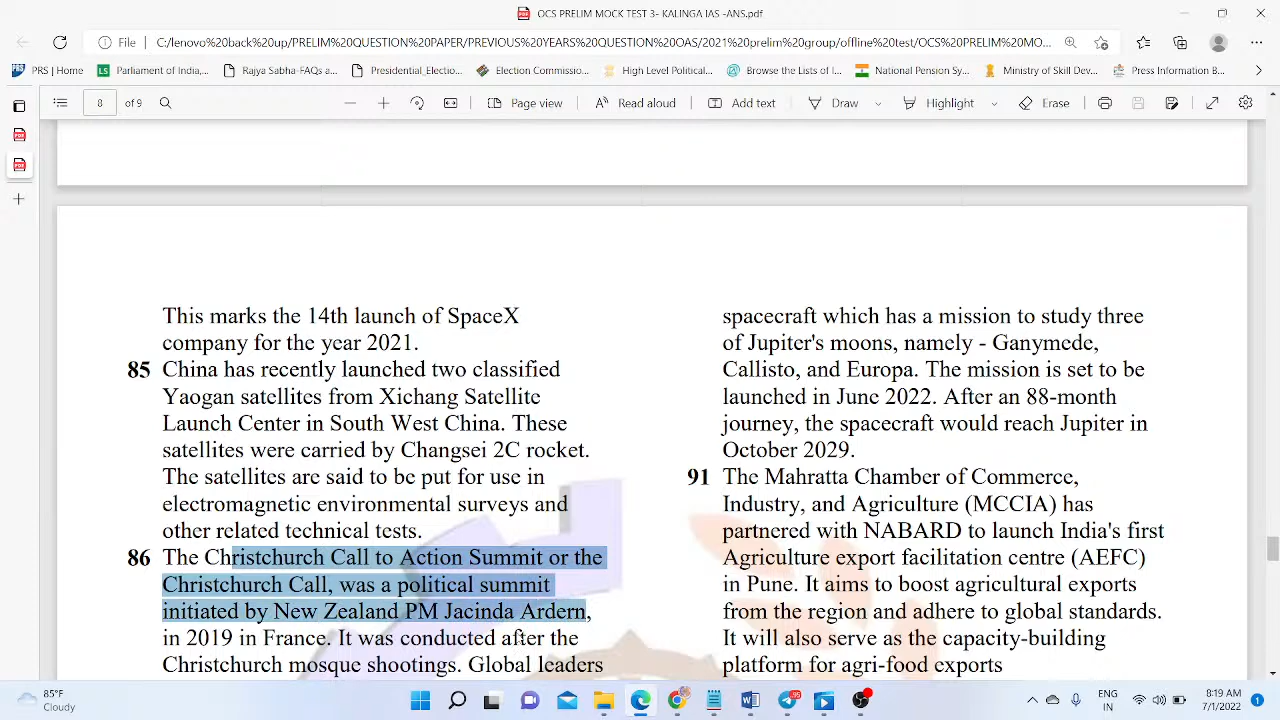 OCS PRELIM MOCK TEST 3- KALINGA IAS -ANS.pdf
File C:/lenovo%20back%20up/PRELIM%20QUESTION%20PAPER/PREVIOUS%20YEARS%20QUESTION%20OAS/2021%20prelim%20group/offline%20test/OCS%20PRELIM%20MO...
PRS | Home
Parliament of India,...
Rajya Sabha-FAQs...
Presidential_Electio...
Election Commissio...
High Level Political...
Browse the Lists of I...
National Pension Sy...
Ministry of Skill Dev...
Press Information B...
8 of 9
Page view
Read aloud
Add text
Draw
Highlight
Erase
This marks the 14th launch of SpaceX
company for the year 2021.
85 China has recently launched two classified
Yaogan satellites from Xichang Satellite
Launch Center in South West China. These
satellites were carried by Changsei 2C rocket.
The satellites are said to be put for use in
electromagnetic environmental surveys and
other related technical tests.
86 The Christchurch Call to Action Summit or the
Christchurch Call, was a political summit
initiated by New Zealand PM Jacinda Ardern,
in 2019 in France. It was conducted after the
Christchurch mosque shootings. Global leaders
spacecraft which has a mission to study three
of Jupiter's moons, namely - Ganymede,
Callisto, and Europa. The mission is set to be
launched in June 2022. After an 88-month
journey, the spacecraft would reach Jupiter in
October 2029.
91 The Mahratta Chamber of Commerce,
Industry, and Agriculture (MCCIA) has
partnered with NABARD to launch India's first
Agriculture export facilitation centre (AEFC)
in Pune. It aims to boost agricultural exports
from the region and adhere to global standards.
It will also serve as the capacity-building
platform for agri-food exports
85°F
Cloudy
ENG
IN
8:19 AM
7/1/2022